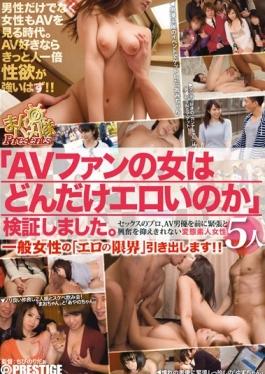 男性だけでなく
女性もAVを
見る時代。
AV好きなら
きっと人一倍
性欲が
強いはず!!
Presents
「AVファンの女は
どんだけエロいのか」
検証しました。
セックスのプロ、AV男優を前に緊張と
興奮を抑えきれない変態素人女性
5人
一般女性の「エロの限界」引き出します!!
PRESTIGE